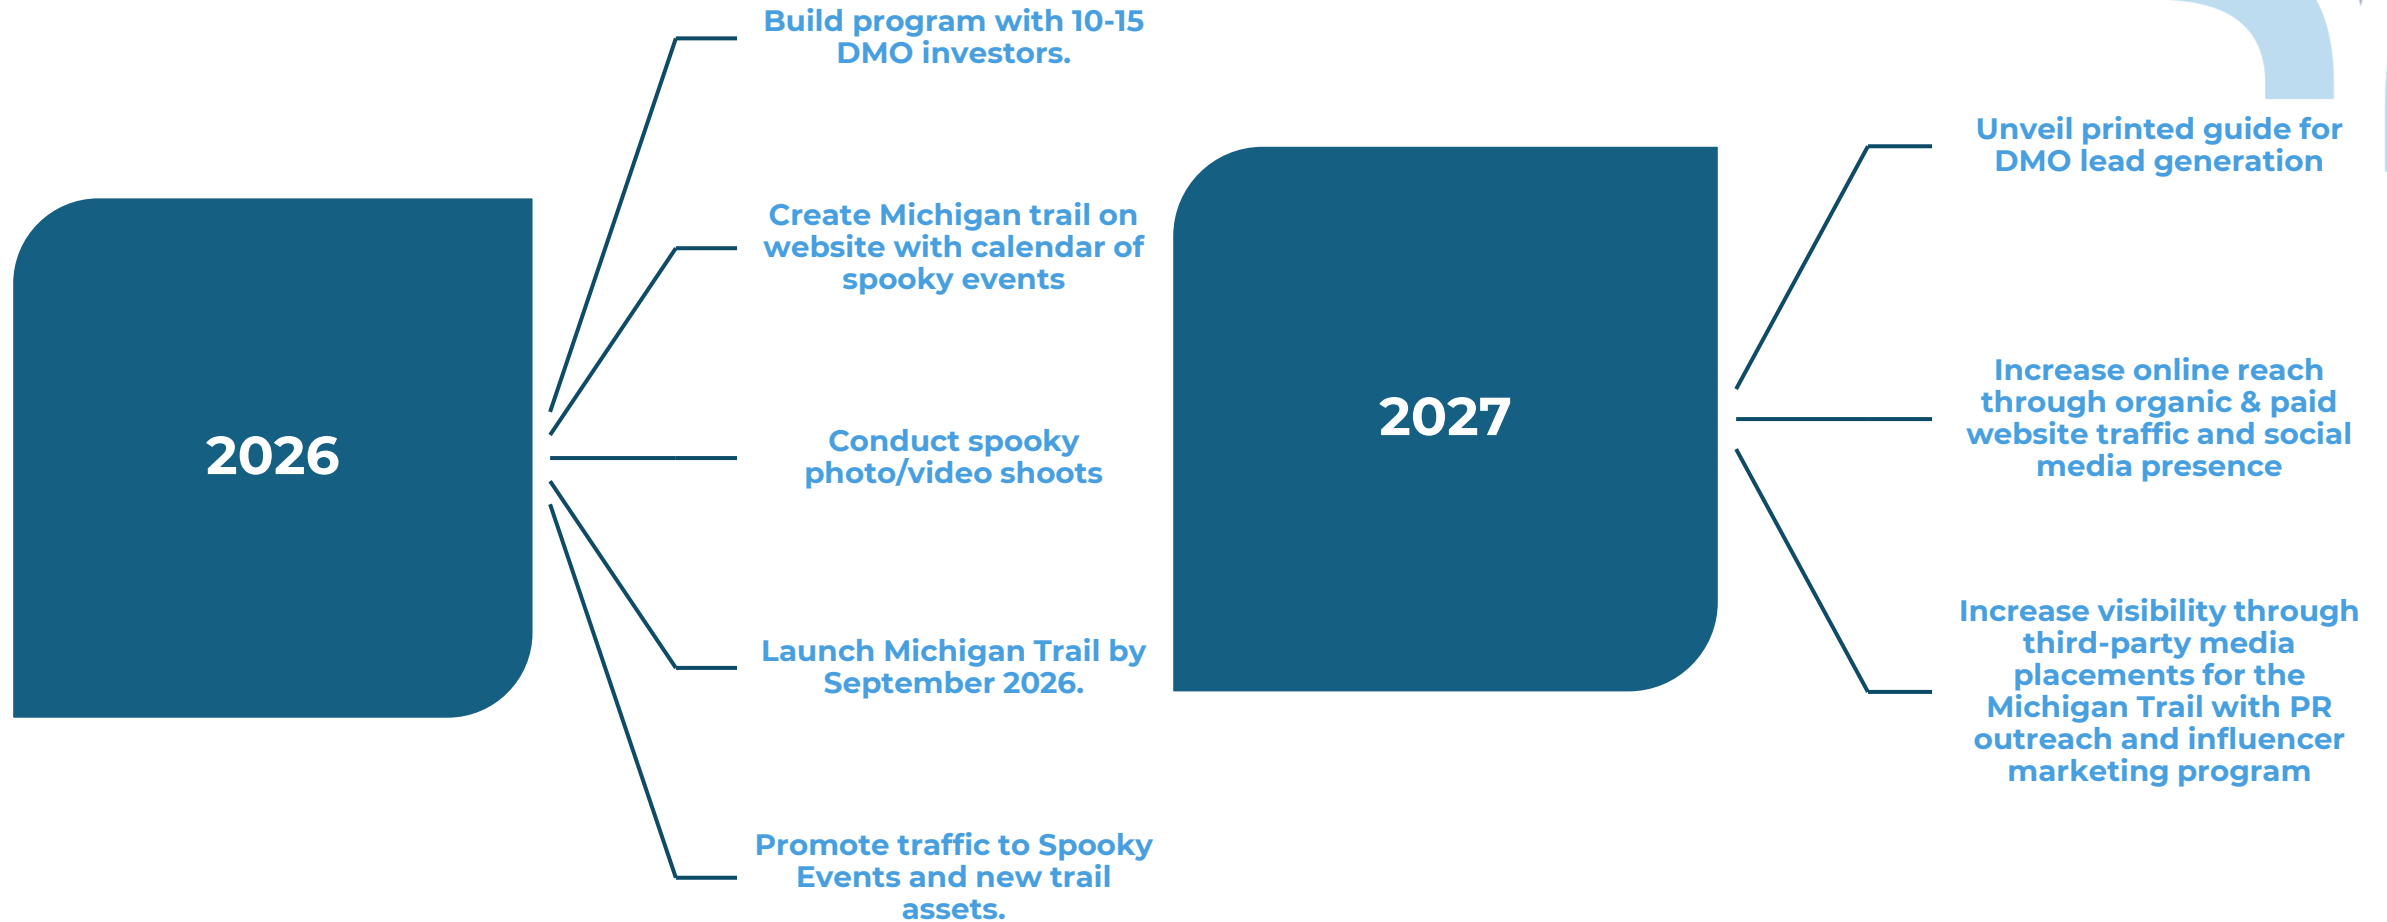 2026
Build program with 10-15
DMO investors.
Create Michigan trail on
website with calendar of
spooky events
Conduct spooky
photo/video shoots
Launch Michigan Trail by
September 2026.
Promote traffic to Spooky
Events and new trail
assets.
2027
Unveil printed guide for
DMO lead generation
Increase online reach
through organic & paid
website traffic and social
media presence
Increase visibility through
third-party media
placements for the
Michigan Trail with PR
outreach and influencer
marketing program